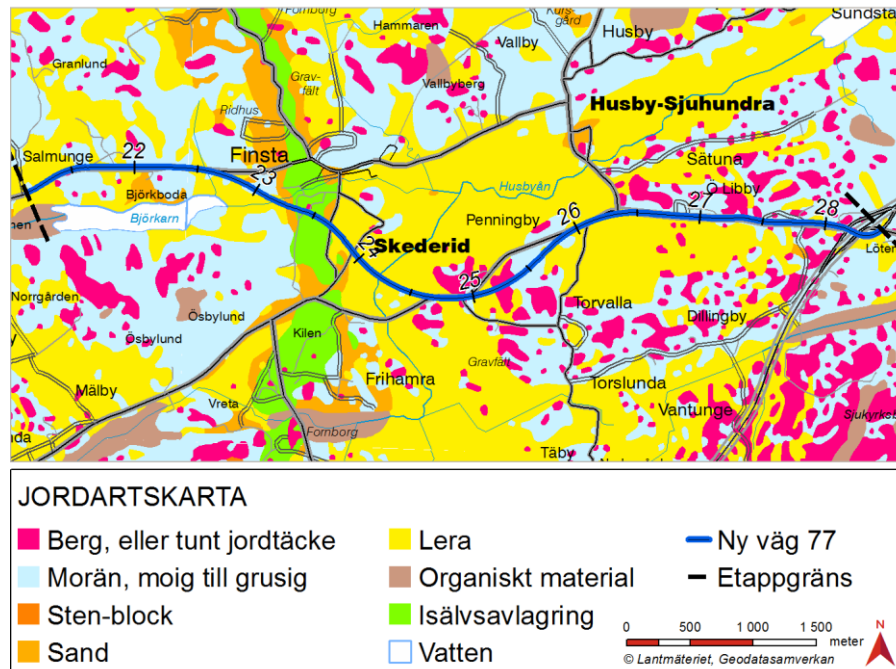 Fornborg
Hammaren
Kurs-
gård
Sundsta
Husby
Granlund
Grav-
fält
Vallby
Vallbyberg
Ridhus
Husby-Sjuhundra
Salmunge
22
Finsta
23
Sätuna
Björkboda
Husbyån
Ö Libby
27
Björkarn
Penningby
26
28
men
Skederid
24
Löten
Norrgården
25
Ösbylund
Torvalla
Dillingby
Ösbylund
Kilen
Gravfält
Mälby
Frihamra
Torslunda
Vreta
Vantunge
Fornborg
Sjukyrkob
nda
Täby
JORDARTSKARTA
Berg, eller tunt jordtäcke
Lera
Ny väg 77
Morän, moig till grusig
Organiskt material
Etappgräns
Sten-block
Isälvsavlagring
Sand
Vatten
0 500 1 000 1 500
meter
N
© Lantmäteriet, Geodatasamverkan